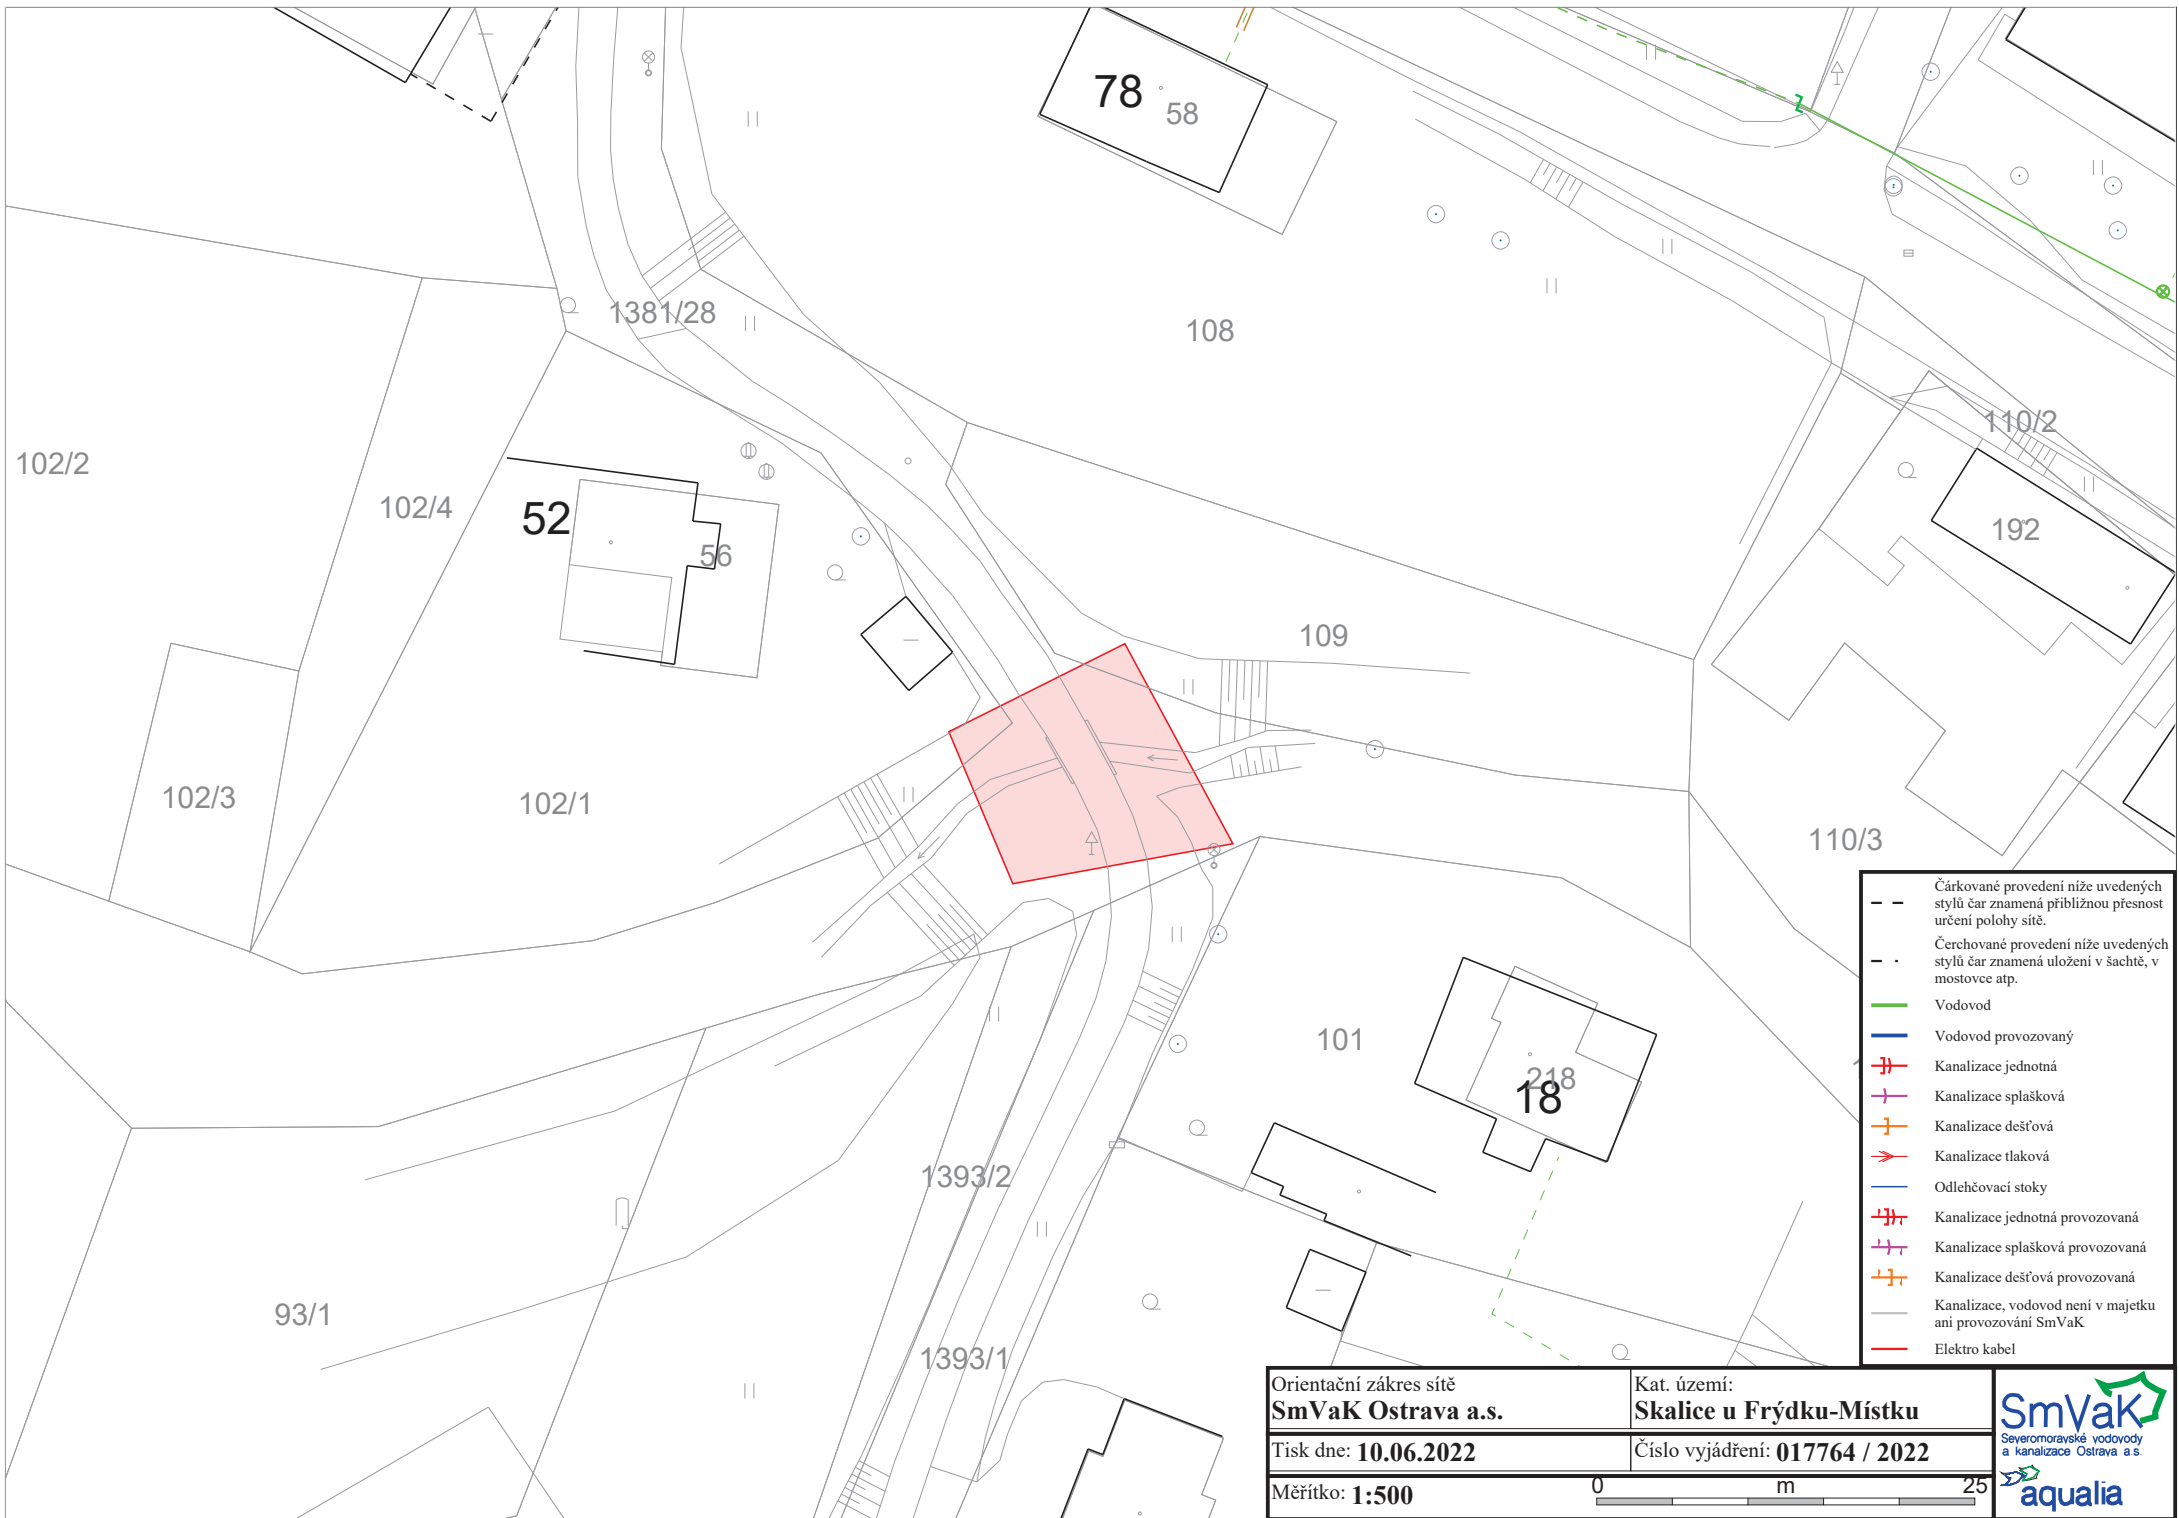 78
58
1381/28
108
110/2
102/2
102/4
52
56
192
109
102/3
102/1
110/3
101
218
18
1393/2
93/1
1393/1
Čárkované provedení níže uvedených
stylů čar znamená přibližnou přesnost
určení polohy sítě.
Čerchované provedení níže uvedených
stylů čar znamená uložení v šachtě, v
mostovce atp.
Vodovod
Vodovod provozovaný
Kanalizace jednotná
Kanalizace splašková
Kanalizace dešťová
Kanalizace tlaková
Odlehčovací stoky
Kanalizace jednotná provozovaná
Kanalizace splašková provozovaná
Kanalizace dešťová provozovaná
Kanalizace, vodovod není v majetku
ani provozování SmVaK
Elektro kabel
Orientační zákres sítě
SmVaK Ostrava a.s.
Kat. území:
Skalice u Frýdku-Místku
Tisk dne: 10.06.2022
Číslo vyjádření: 017764 / 2022
Měřítko: 1:500
0 m 25
SmVaK
Severomoravské vodovody
a kanalizace Ostrava a.s.
aqualia